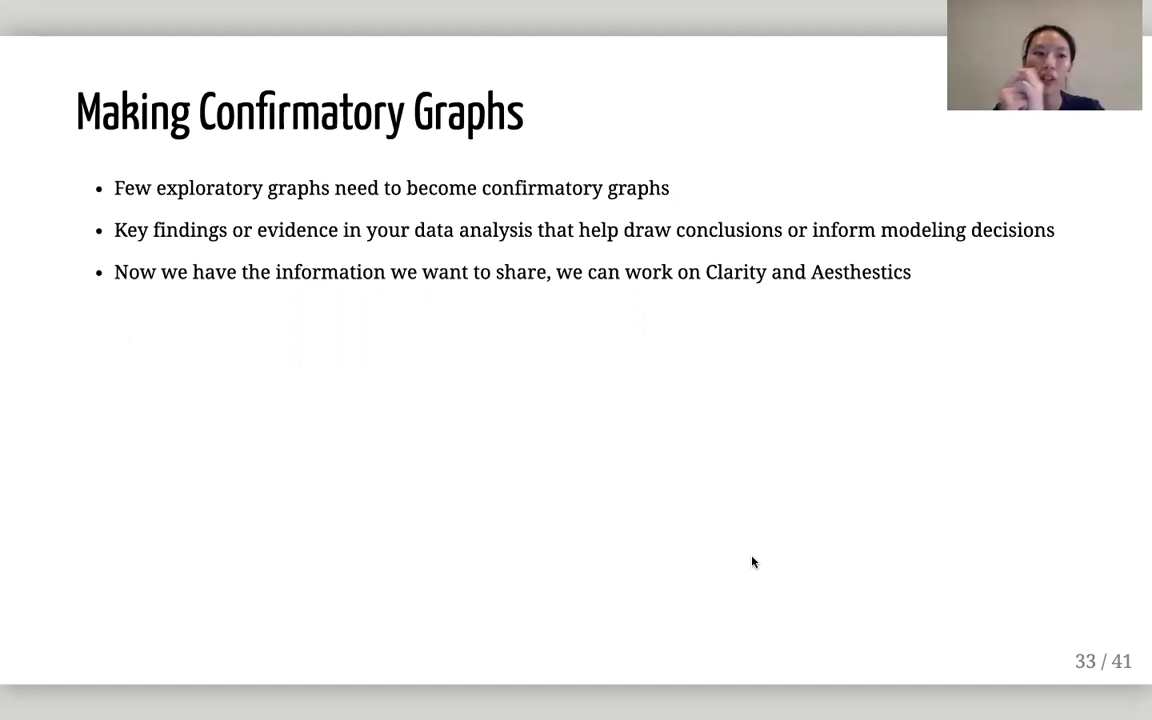 Making Confirmatory Graphs
Few exploratory graphs need to become confirmatory graphs
Key findings or evidence in your data analysis that help draw conclusions or inform modeling decisions
Now we have the information we want to share, we can work on Clarity and Aesthestics
33 / 41